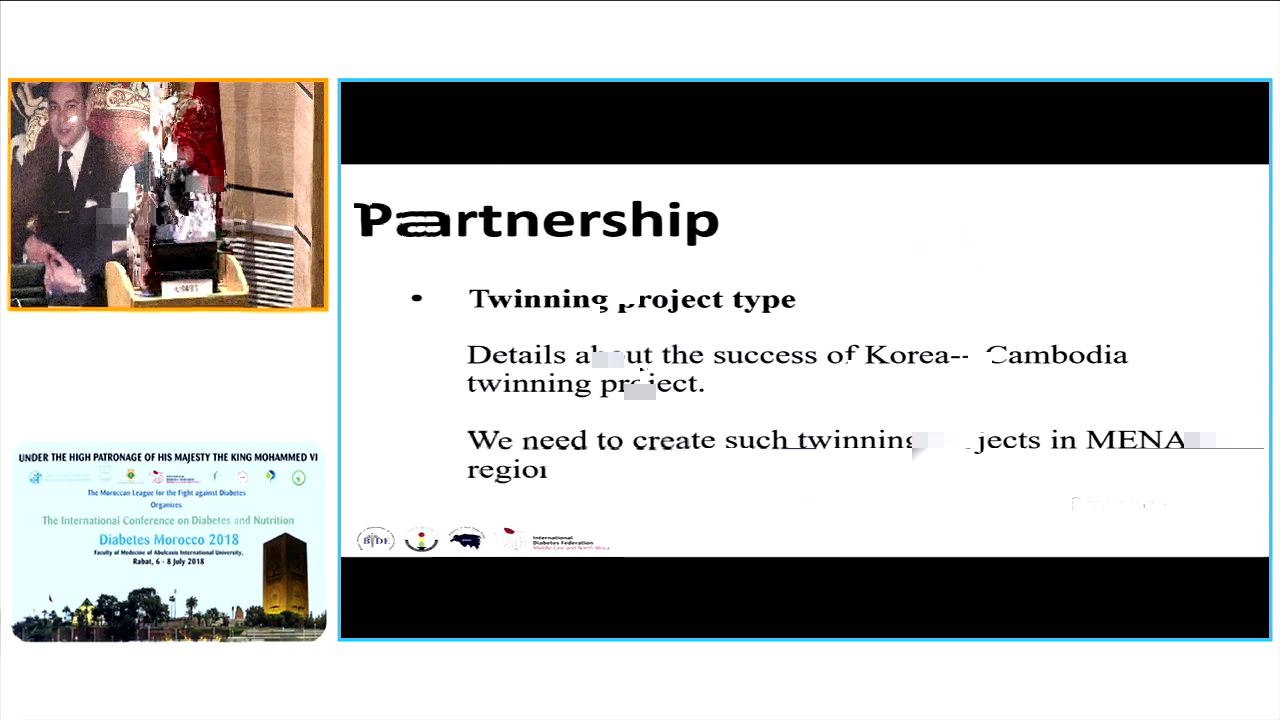 Partnership
• Twinning project type
Details about the success of Korea-- Cambodia
twinning project.
We need to create such twinning jects in MENA
region
BIDE
International
Diabetes Federation
Middle East and North Africa
UNDER THE HIGH PATRONAGE OF HIS MAJESTY THE KING MOHAMMED VI
The Moroccan League for the Fight against Diabetes
Organizes
The International Conference on Diabetes and Nutrition
Diabetes Morocco 2018
Faculty of Medecine of Abulcasis International University,
Rabat, 6 - 8 July 2018